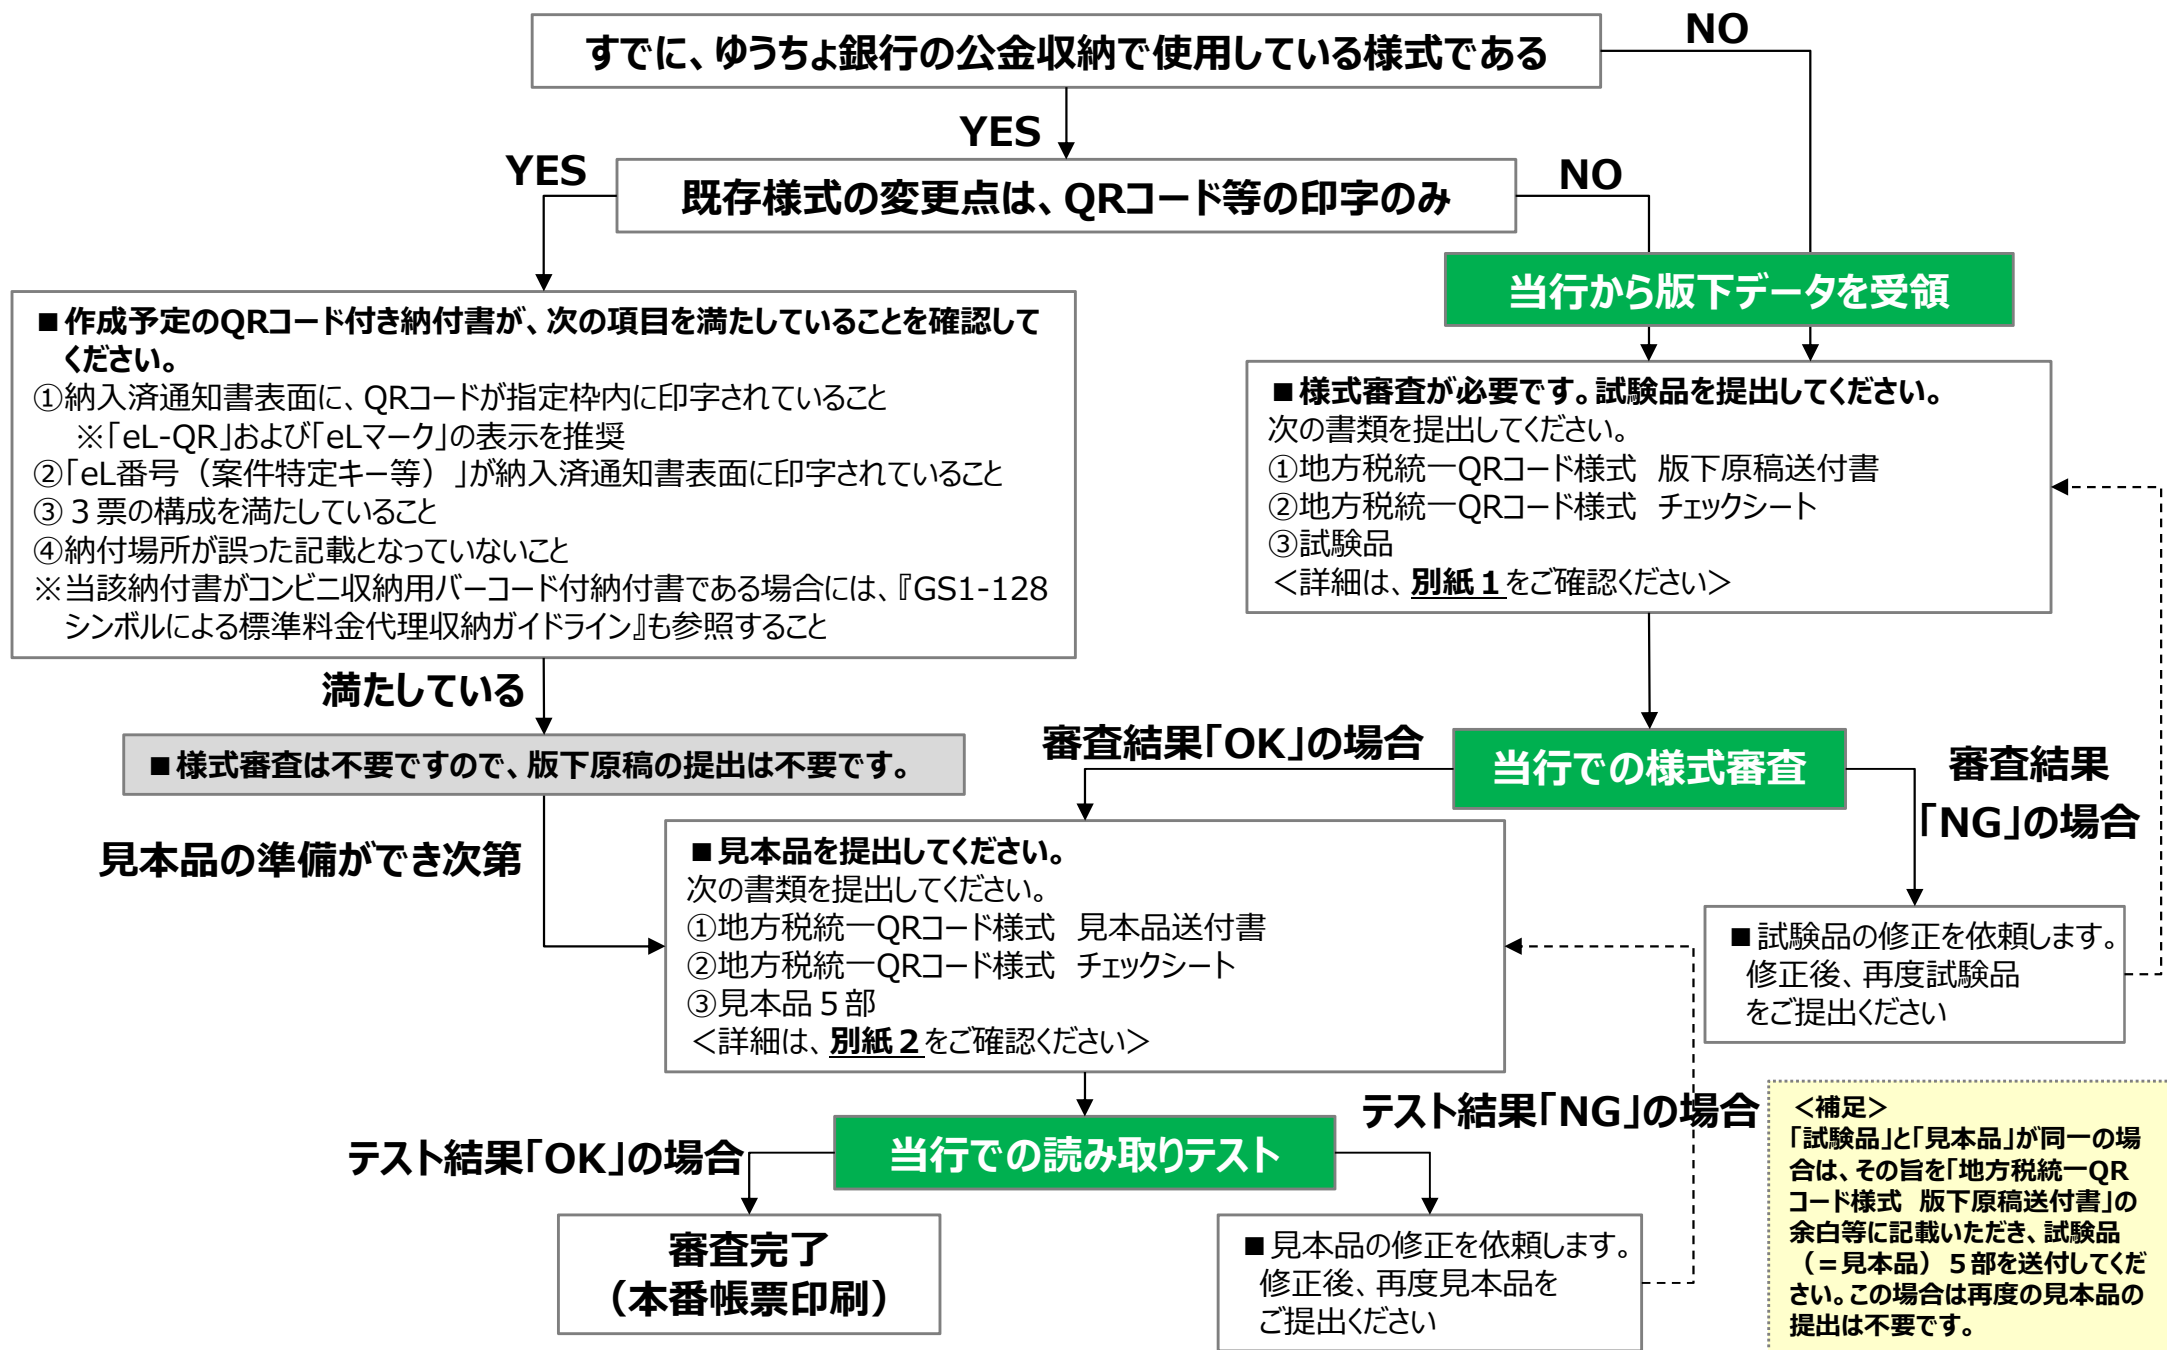 すでに、ゆうちょ銀行の公金収納で使用している様式である
NO
YES
既存様式の変更点は、QRコード等の印字のみ
YES
NO
当行から版下データを受領
■作成予定のQRコード付き納付書が、次の項目を満たしていることを確認して
ください。
①納入済通知書表面に、QRコードが指定枠内に印字されていること
※「eL-QR」および「eLマーク」の表示を推奨
②「eL番号（案件特定キー等）」が納入済通知書表面に印字されていること
③３票の構成を満たしていること
④納付場所が誤った記載となっていないこと
※当該納付書がコンビニ収納用バーコード付納付書である場合には、『GS1-128
シンボルによる標準料金代理収納ガイドライン』も参照すること
■様式審査が必要です。試験品を提出してください。
次の書類を提出してください。
①地方税統一QRコード様式　版下原稿送付書
②地方税統一QRコード様式　チェックシート
③試験品
＜詳細は、別紙１をご確認ください＞
満たしている
■様式審査は不要ですので、版下原稿の提出は不要です。
審査結果「OK」の場合
当行での様式審査
審査結果
「NG」の場合
見本品の準備ができ次第
■見本品を提出してください。
次の書類を提出してください。
①地方税統一QRコード様式　見本品送付書
②地方税統一QRコード様式　チェックシート
③見本品５部
＜詳細は、別紙２をご確認ください＞
■試験品の修正を依頼します。
修正後、再度試験品
をご提出ください
テスト結果「OK」の場合
当行での読み取りテスト
テスト結果「NG」の場合
審査完了
（本番帳票印刷）
■見本品の修正を依頼します。
修正後、再度見本品を
ご提出ください
＜補足＞
「試験品」と「見本品」が同一の場
合は、その旨を「地方税統一QR
コード様式　版下原稿送付書」の
余白等に記載いただき、試験品
（＝見本品）５部を送付してくだ
さい。この場合は再度の見本品の
提出は不要です。